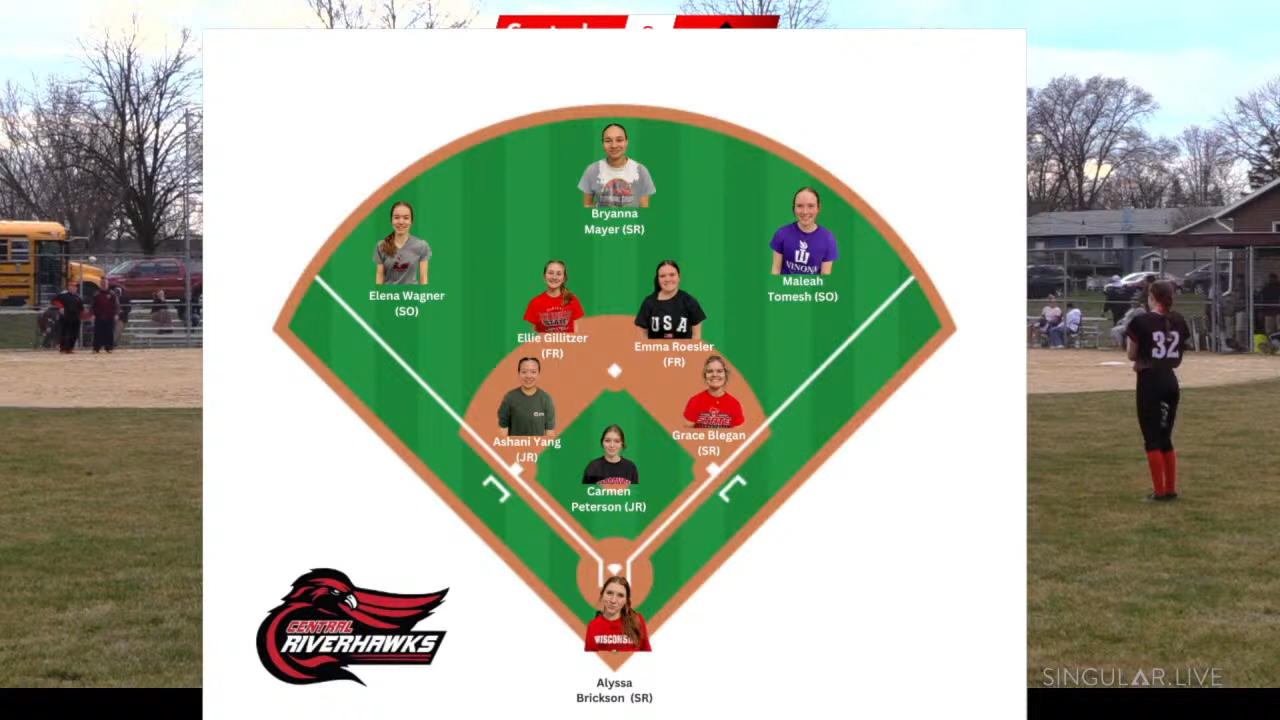 Bryanna
Mayer (SR)
Elena Wagner
(SO)
Maleah
Tomesh (SO)
USA
Ellie Gillitzer
(FR)
Emma Roesler
(FR)
Ashani Yang
(JR)
Grace Blegan
(SR)
Carmen
Peterson (JR)
CENTRAL
RIVERHAWKS
Alyssa
Brickson (SR)
32
SINGULAR.LIVE